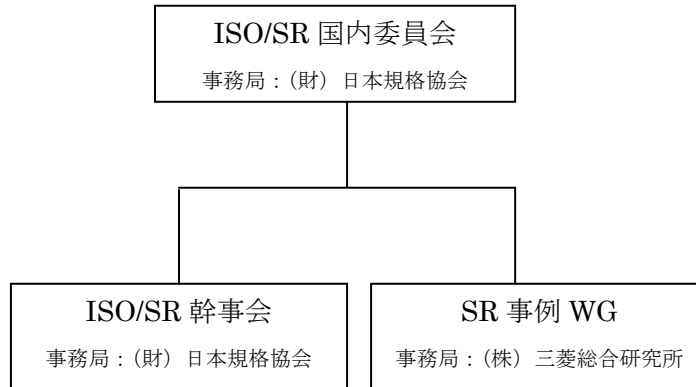 ISO/SR 国内委員会
事務局：（財）日本規格協会
ISO/SR 幹事会
事務局：（財）日本規格協会
SR 事例 WG
事務局：（株）三菱総合研究所